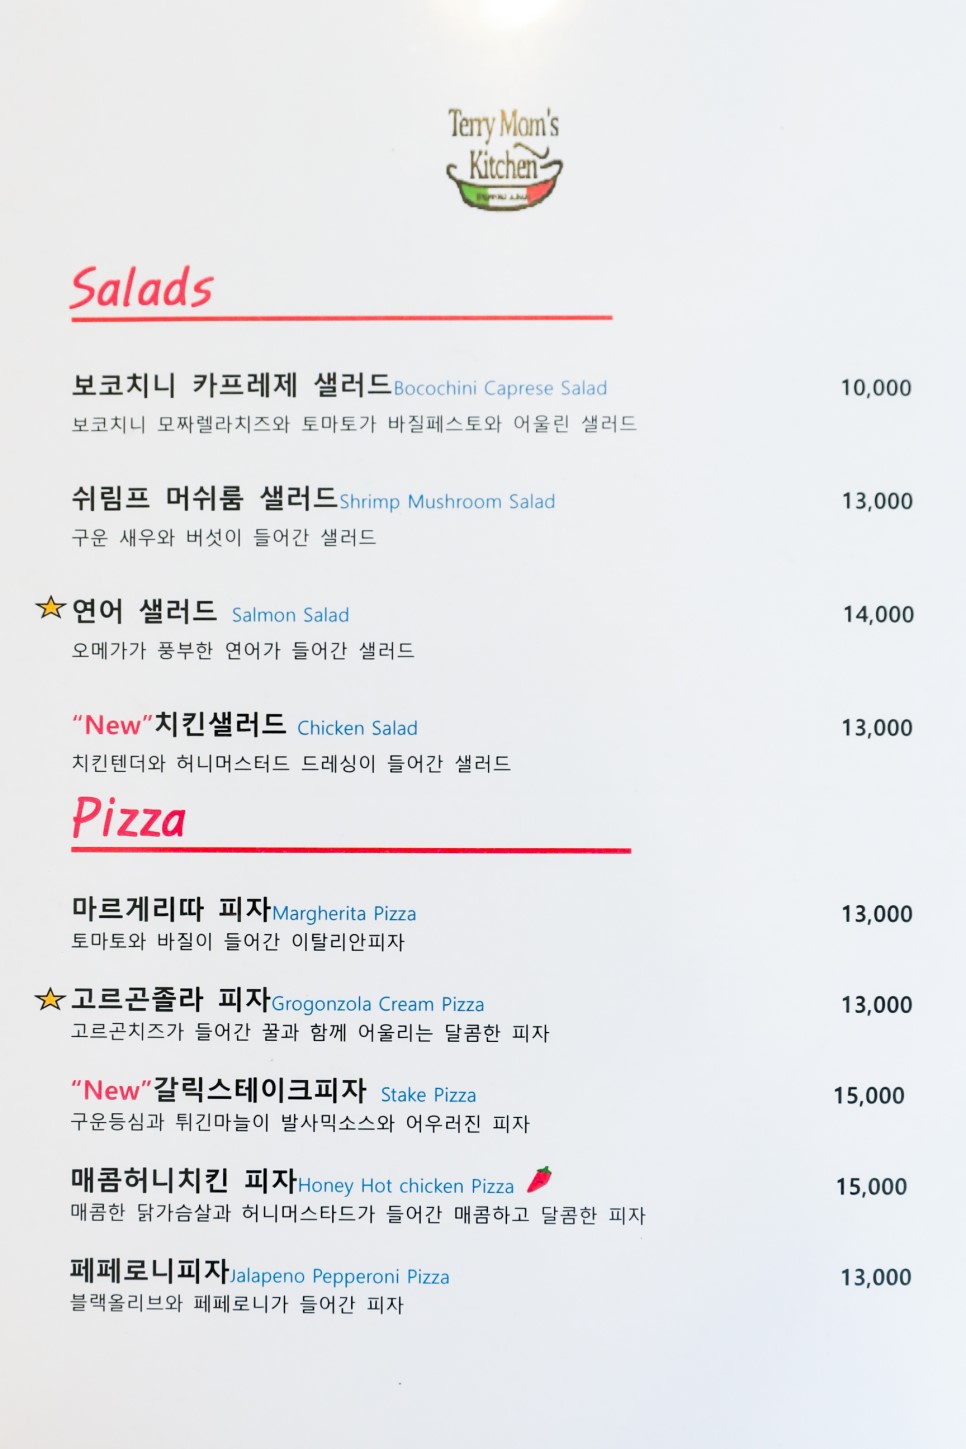 Terry Mom's
Kitchen
Salads
보코치니 카프레제 샐러드Bocochini Caprese Salad 10,000
보코치니 모짜렐라치즈와 토마토가 바질페스토와 어울린 샐러드
쉬림프 머쉬룸 샐러드Shrimp Mushroom Salad 13,000
구운 새우와 버섯이 들어간 샐러드
연어 샐러드 Salmon Salad 14,000
오메가가 풍부한 연어가 들어간 샐러드
“New”치킨샐러드 Chicken Salad 13,000
치킨텐더와 허니머스터드 드레싱이 들어간 샐러드
Pizza
마르게리따 피자Margherita Pizza 13,000
토마토와 바질이 들어간 이탈리안피자
고르곤졸라 피자Grogonzola Cream Pizza 13,000
고르곤치즈가 들어간 꿀과 함께 어울리는 달콤한 피자
“New”갈릭스테이크피자 Stake Pizza 15,000
구운등심과 튀긴마늘이 발사믹소스와 어우러진 피자
매콤허니치킨 피자Honey Hot chicken Pizza 15,000
매콤한 닭가슴살과 허니머스타드가 들어간 매콤하고 달콤한 피자
페페로니피자Jalapeno Pepperoni Pizza 13,000
블랙올리브와 페페로니가 들어간 피자